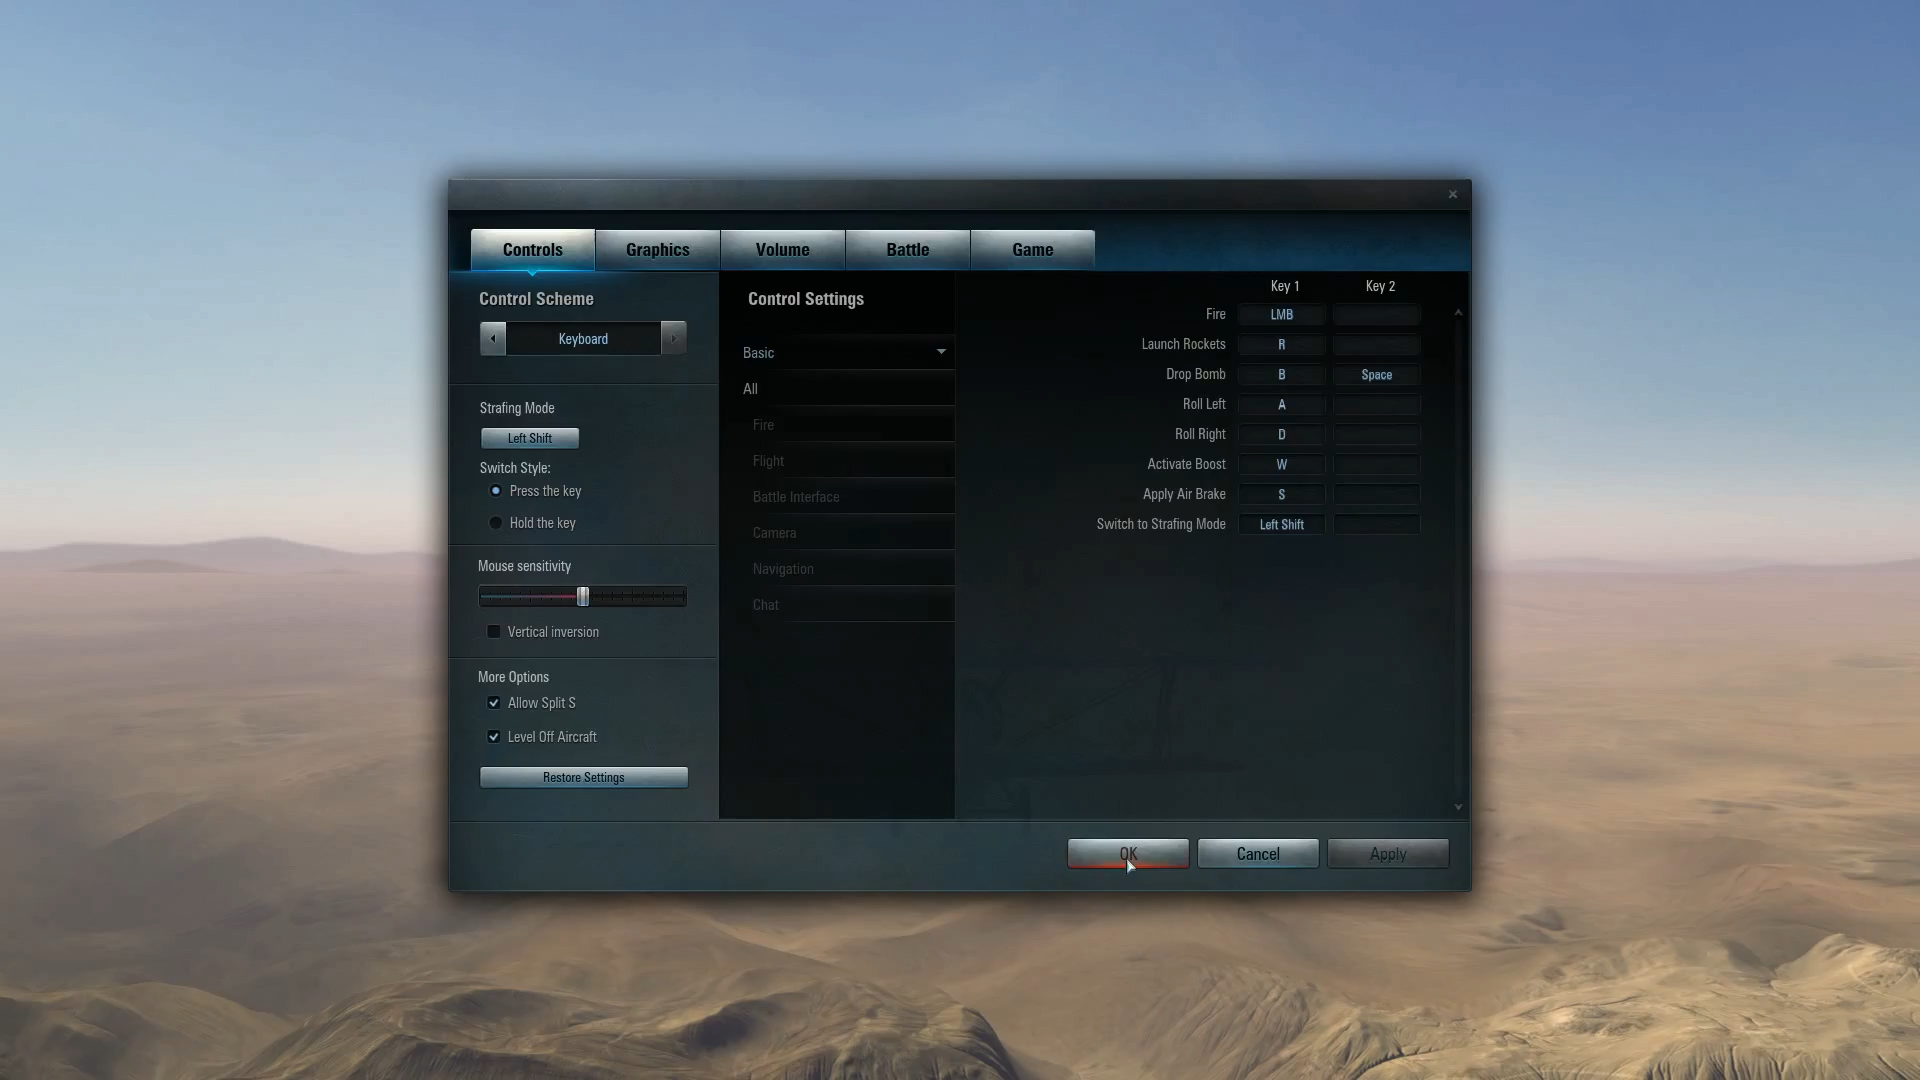 Controls
Graphics
Volume
Battle
Game
Control Scheme
Keyboard
Strafing Mode
Left Shift
Switch Style:
Press the key
Hold the key
Mouse sensitivity
Vertical inversion
More Options
Allow Split S
Level Off Aircraft
Restore Settings
Control Settings
Basic
All
Fire
Flight
Battle Interface
Camera
Navigation
Chat
Key 1 Key 2
Fire LMB
Launch Rockets R
Drop Bomb B Space
Roll Left A
Roll Right D
Activate Boost W
Apply Air Brake S
Switch to Strafing Mode Left Shift
OK Cancel Apply